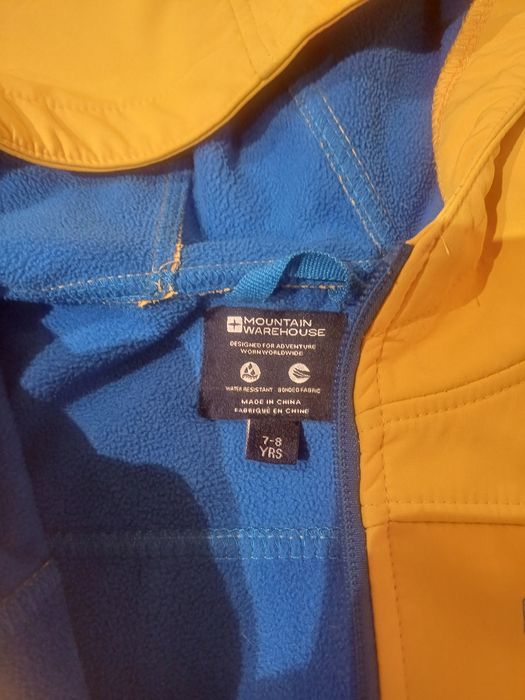 MOUNTAIN
WAREHOUSE
DESIGNED FOR ADVENTURE
WORN WORLDWIDE
WATER RESISTANT BONDED FABRIC
MADE IN CHINA
FABRIQUÉ EN CHINE
7-8
YRS